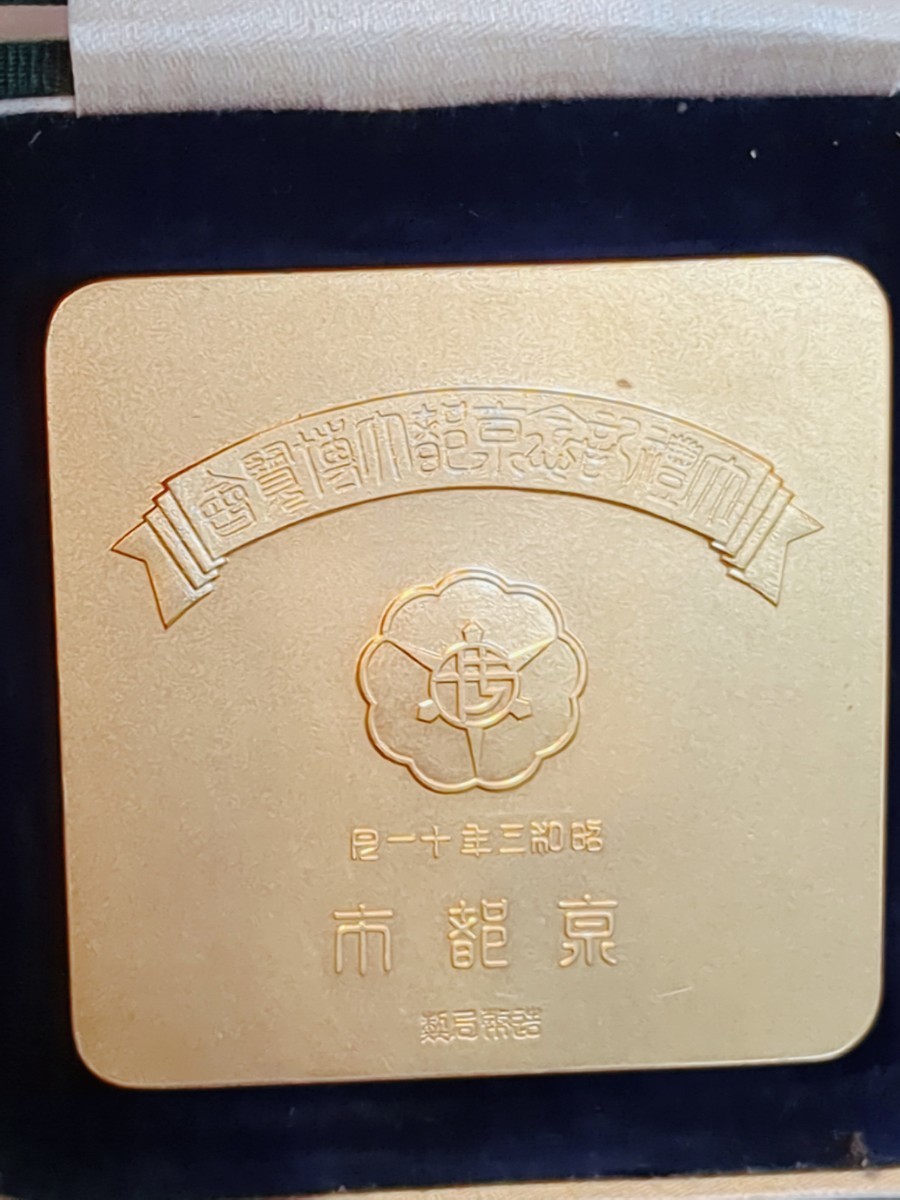 大禮記念京都大博覽會
昭和三年十一月
京都市
造幣局製